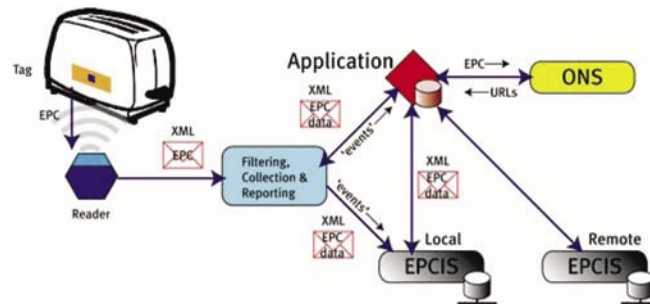 Tag
EPC
Reader
XML
EPC
Filtering,
Collection &
Reporting
Application
XML
EPC
data
'events'
'events'
XML
EPC
data
EPC
URLs
ONS
XML
EPC
data
Local
EPCIS
Remote
EPCIS